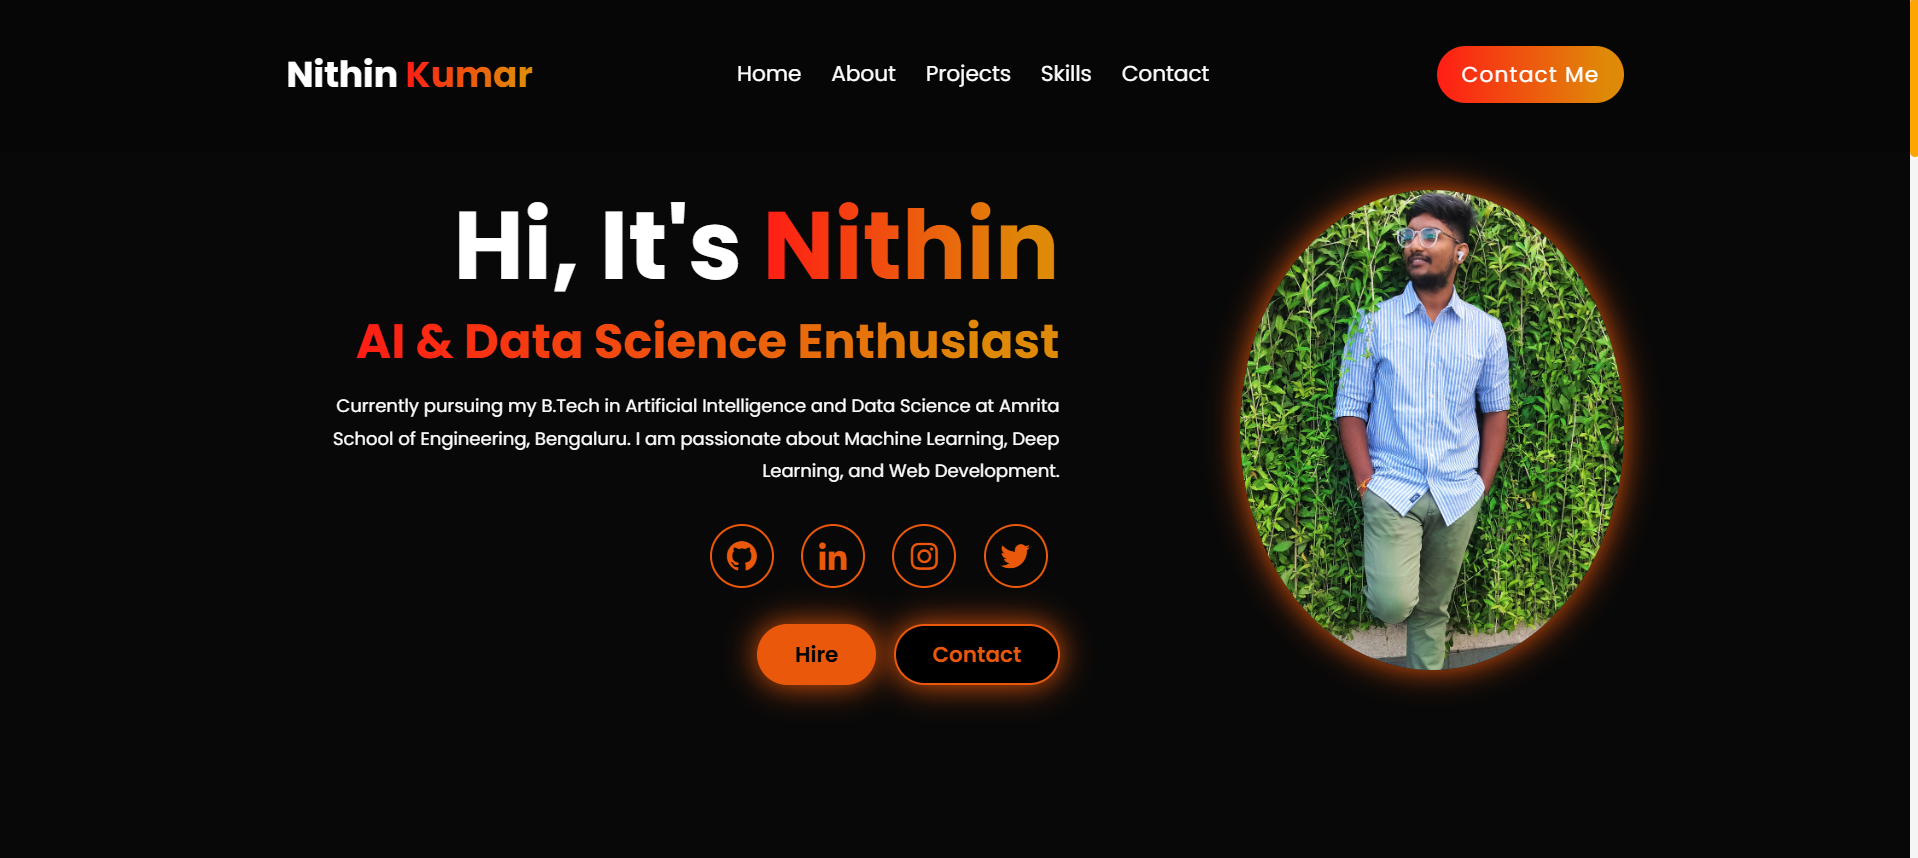 Nithin Kumar
Home About Projects Skills Contact
Contact Me
Hi, It's Nithin
AI & Data Science Enthusiast
Currently pursuing my B.Tech in Artificial Intelligence and Data Science at Amrita
School of Engineering, Bengaluru. I am passionate about Machine Learning, Deep
Learning, and Web Development.
in
Hire
Contact